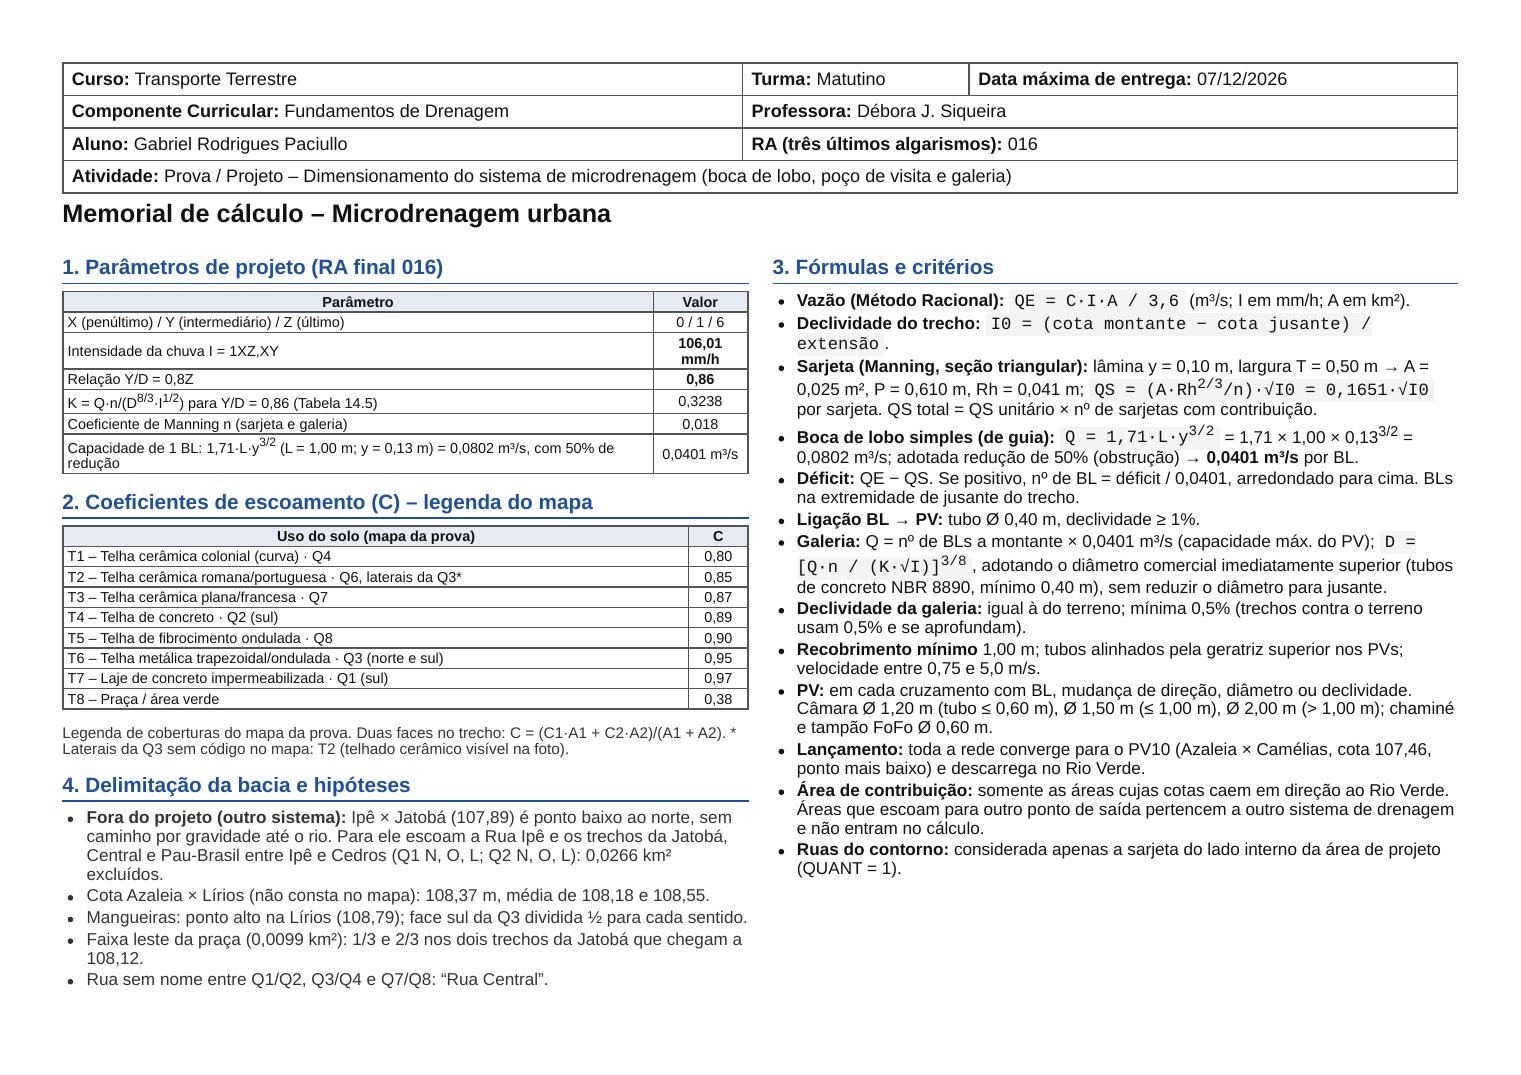 Curso: Transporte Terrestre
Turma: Matutino
Data máxima de entrega: 07/12/2026
Componente Curricular: Fundamentos de Drenagem
Professora: Débora J. Siqueira
Aluno: Gabriel Rodrigues Paciullo
RA (três últimos algarismos): 016
Atividade: Prova / Projeto – Dimensionamento do sistema de microdrenagem (boca de lobo, poço de visita e galeria)
Memorial de cálculo – Microdrenagem urbana
1. Parâmetros de projeto (RA final 016)
Parâmetro Valor
X (penúltimo) / Y (intermediário) / Z (último) 0 / 1 / 6
Intensidade da chuva I = 1XZ,XY 106,01
mm/h
Relação Y/D = 0,8Z 0,86
K = Q·n/(D^8/3·I^1/2) para Y/D = 0,86 (Tabela 14.5) 0,3238
Coeficiente de Manning n (sarjeta e galeria) 0,018
Capacidade de 1 BL: 1,71·L·y^3/2 (L = 1,00 m; y = 0,13 m) = 0,0802 m³/s, com 50% de
redução 0,0401 m³/s
2. Coeficientes de escoamento (C) – legenda do mapa
Uso do solo (mapa da prova) C
T1 – Telha cerâmica colonial (curva) · Q4 0,80
T2 – Telha cerâmica romana/portuguesa · Q6, laterais da Q3* 0,85
T3 – Telha cerâmica plana/francesa · Q7 0,87
T4 – Telha de concreto · Q2 (sul) 0,89
T5 – Telha de fibrocimento ondulada · Q8 0,90
T6 – Telha metálica trapezoidal/ondulada · Q3 (norte e sul) 0,95
T7 – Laje de concreto impermeabilizada · Q1 (sul) 0,97
T8 – Praça / área verde 0,38
Legenda de coberturas do mapa da prova. Duas faces no trecho: C = (C1·A1 + C2·A2)/(A1 + A2). *
Laterais da Q3 sem código no mapa: T2 (telhado cerâmico visível na foto).
4. Delimitação da bacia e hipóteses
• Fora do projeto (outro sistema): Ipê × Jatobá (107,89) é ponto baixo ao norte, sem
caminho por gravidade até o rio. Para ele escoam a Rua Ipê e os trechos da Jatobá,
Central e Pau-Brasil entre Ipê e Cedros (Q1 N, O, L; Q2 N, O, L): 0,0266 km²
excluídos.
• Cota Azaleia × Lírios (não consta no mapa): 108,37 m, média de 108,18 e 108,55.
• Mangueiras: ponto alto na Lírios (108,79); face sul da Q3 dividida ½ para cada sentido.
• Faixa leste da praça (0,0099 km²): 1/3 e 2/3 nos dois trechos da Jatobá que chegam a
108,12.
• Rua sem nome entre Q1/Q2, Q3/Q4 e Q7/Q8: “Rua Central”.
3. Fórmulas e critérios
• Vazão (Método Racional): QE = C·I·A / 3,6 (m³/s; I em mm/h; A em km²).
• Declividade do trecho: I0 = (cota montante − cota jusante) /
extensão .
• Sarjeta (Manning, seção triangular): lâmina y = 0,10 m, largura T = 0,50 m → A =
0,025 m², P = 0,610 m, Rh = 0,041 m; QS = (A·Rh^2/3/n)·√I0 = 0,1651·√I0
por sarjeta. QS total = QS unitário × nº de sarjetas com contribuição.
• Boca de lobo simples (de guia): Q = 1,71·L·y^3/2 = 1,71 × 1,00 × 0,13^3/2 =
0,0802 m³/s; adotada redução de 50% (obstrução) → 0,0401 m³/s por BL.
• Déficit: QE − QS. Se positivo, nº de BL = déficit / 0,0401, arredondado para cima. BLs
na extremidade de jusante do trecho.
• Ligação BL → PV: tubo Ø 0,40 m, declividade ≥ 1%.
• Galeria: Q = nº de BLs a montante × 0,0401 m³/s (capacidade máx. do PV); D =
[Q·n / (K·√I)]^3/8 , adotando o diâmetro comercial imediatamente superior (tubos
de concreto NBR 8890, mínimo 0,40 m), sem reduzir o diâmetro para jusante.
• Declividade da galeria: igual à do terreno; mínima 0,5% (trechos contra o terreno
usam 0,5% e se aprofundam).
• Recobrimento mínimo 1,00 m; tubos alinhados pela geratriz superior nos PVs;
velocidade entre 0,75 e 5,0 m/s.
• PV: em cada cruzamento com BL, mudança de direção, diâmetro ou declividade.
Câmara Ø 1,20 m (tubo ≤ 0,60 m), Ø 1,50 m (≤ 1,00 m), Ø 2,00 m (> 1,00 m); chaminé
e tampão FoFo Ø 0,60 m.
• Lançamento: toda a rede converge para o PV10 (Azaleia × Camélias, cota 107,46,
ponto mais baixo) e descarrega no Rio Verde.
• Área de contribuição: somente as áreas cujas cotas caem em direção ao Rio Verde.
Áreas que escoam para outro ponto de saída pertencem a outro sistema de drenagem
e não entram no cálculo.
• Ruas do contorno: considerada apenas a sarjeta do lado interno da área de projeto
(QUANT = 1).